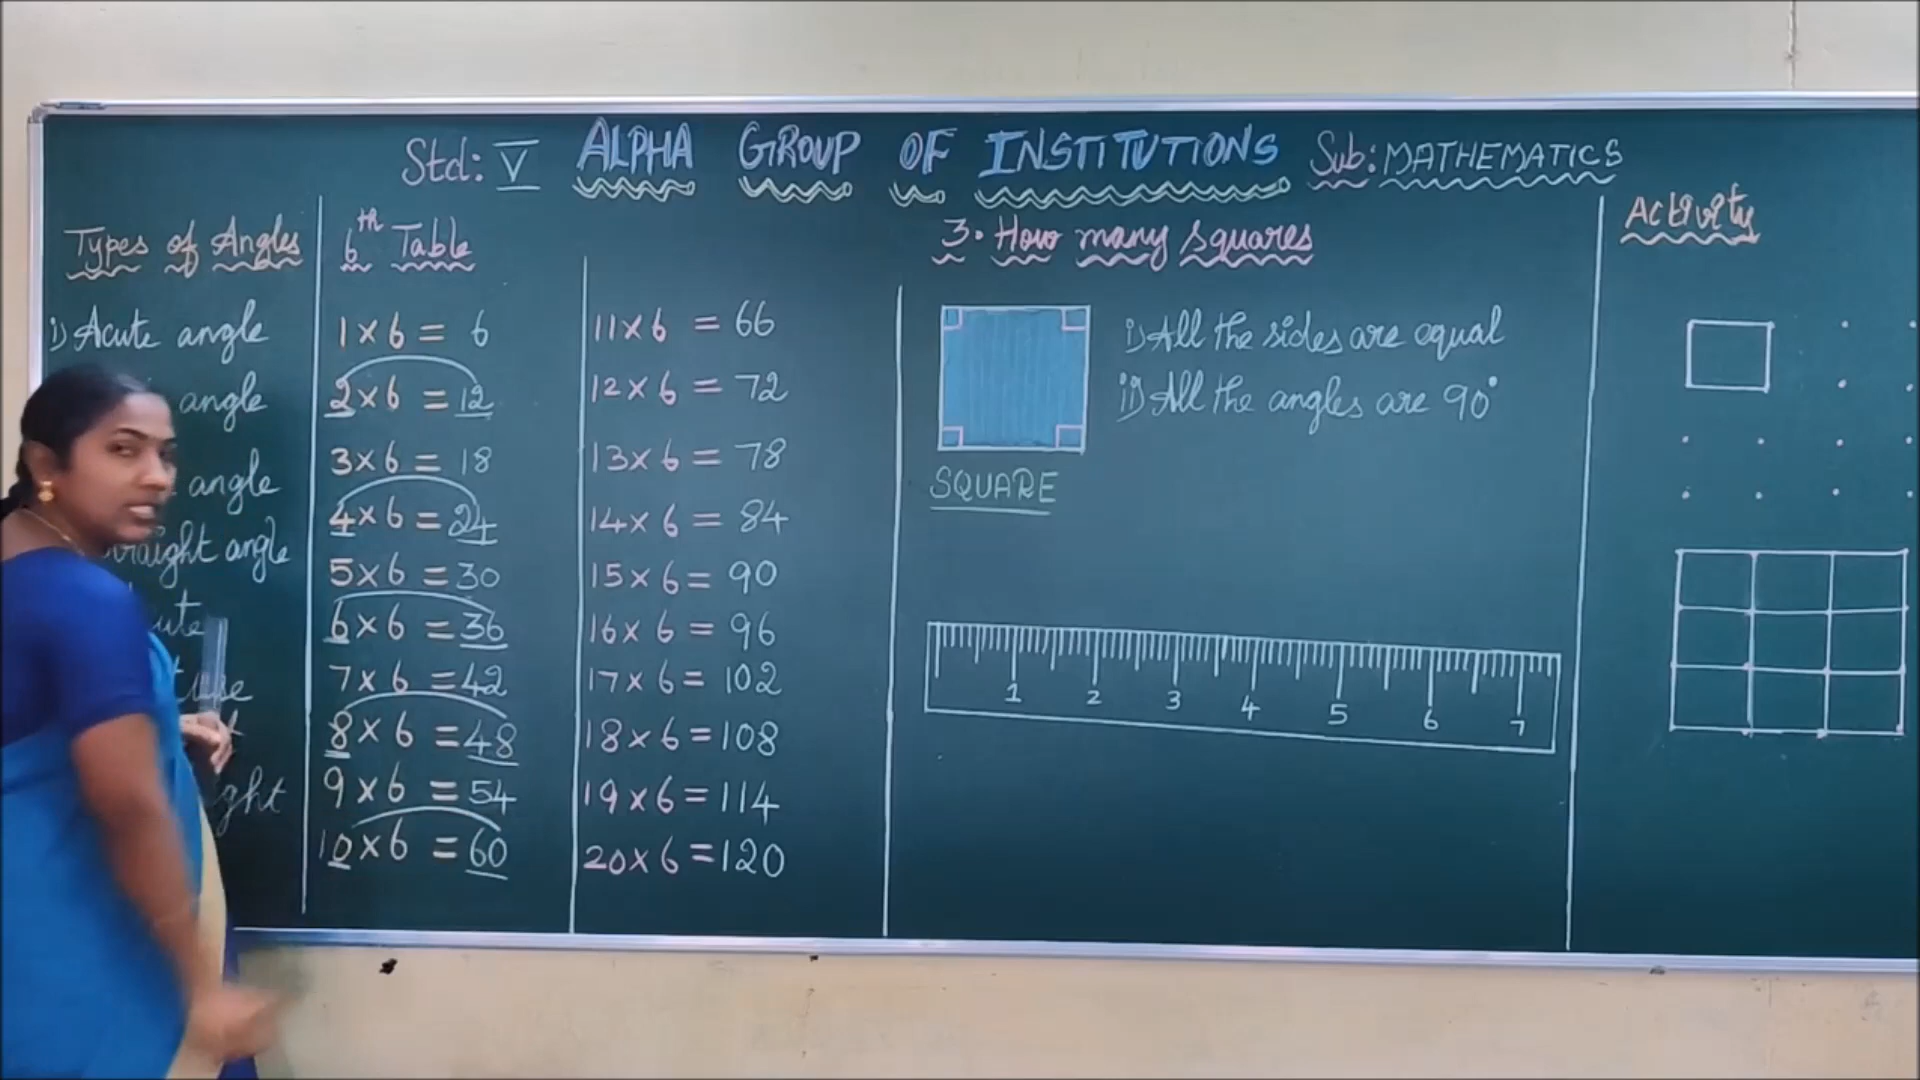 Std: V ALPHA GROUP OF INSTITUTIONS Sub: MATHEMATICS
Types of Angles
i) Acute angle
angle
angle
angle
6th Table
1 × 6 = 6
2 × 6 = 12
3 × 6 = 18
4 × 6 = 24
5 × 6 = 30
6 × 6 = 36
7 × 6 = 42
8 × 6 = 48
9 × 6 = 54
10 × 6 = 60
11 × 6 = 66
12 × 6 = 72
13 × 6 = 78
14 × 6 = 84
15 × 6 = 90
16 × 6 = 96
17 × 6 = 102
18 × 6 = 108
19 × 6 = 114
20 × 6 = 120
3. How many squares
i) All the sides are equal
ii) All the angles are 90°
SQUARE
1 2 3 4 5 6 7
Activity